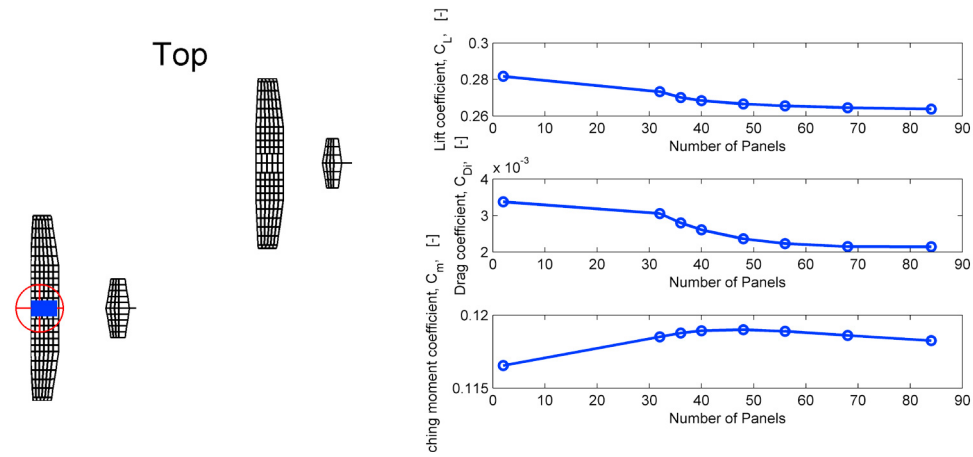 Top
Lift coefficient, C_L, [-]
0.3
0.28
0.26
0 10 20 30 40 50 60 70 80 90
Number of Panels
Drag coefficient, C_Di, [-]
x 10^-3
4
3
2
0 10 20 30 40 50 60 70 80 90
Number of Panels
ching moment coefficient, C_m, [-]
0.12
0.115
0 10 20 30 40 50 60 70 80 90
Number of Panels